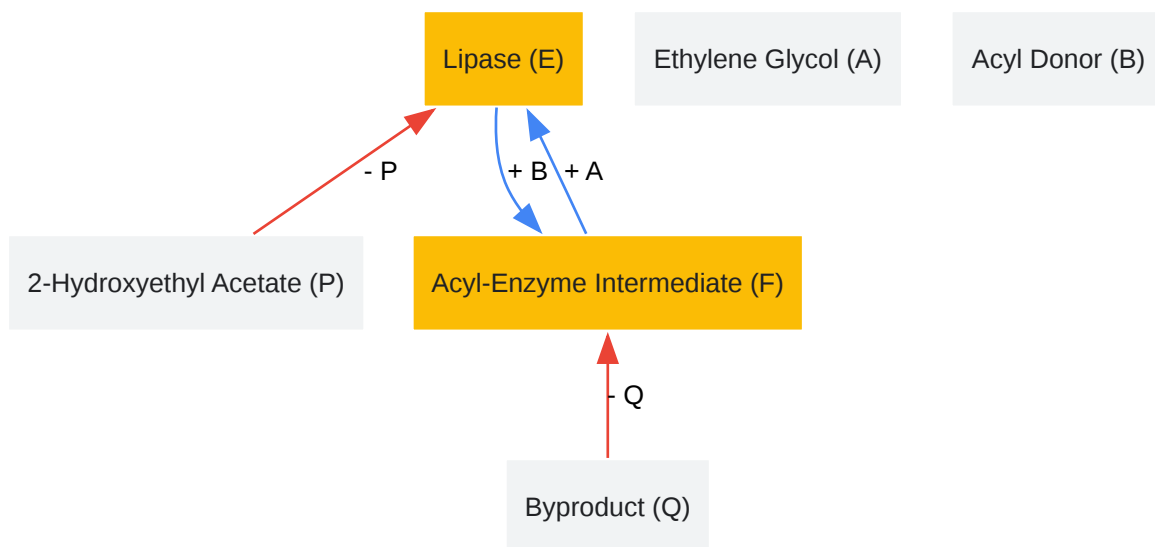 Lipase (E)
Ethylene Glycol (A)
Acyl Donor (B)
- P
+ B
+ A
2-Hydroxyethyl Acetate (P)
Acyl-Enzyme Intermediate (F)
- Q
Byproduct (Q)